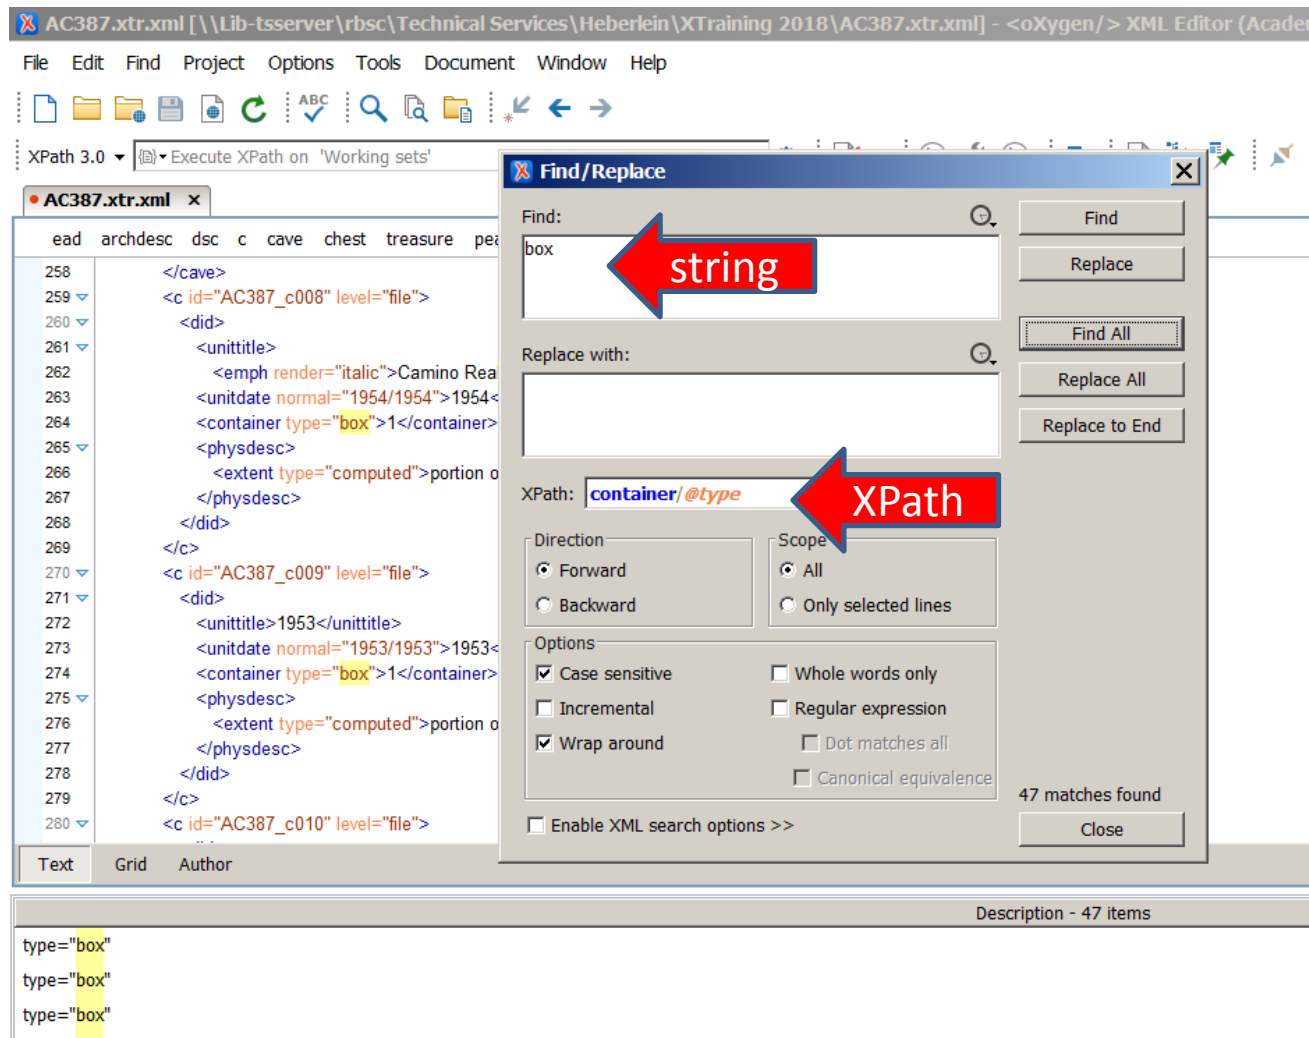 AC387.xtr.xml [\\Lib-tsserver\rbsc\Technical Services\Heberlein\XTraining 2018\AC387.xtr.xml] - <oXygen/> XML Editor (Acade
File Edit Find Project Options Tools Document Window Help
ABC
XPath 3.0 Execute XPath on 'Working sets'
AC387.xtr.xml x
ead archdesc dsc c cave chest treasure
258 </cave>
259 <c id="AC387_c008" level="file">
260 <did>
261 <unittitle>
262 <emph render="italic">Camino Rea
263 <unitdate normal="1954/1954">1954<
264 <container type="box">1</container>
265 <physdesc>
266 <extent type="computed">portion o
267 </physdesc>
268 </did>
269 </c>
270 <c id="AC387_c009" level="file">
271 <did>
272 <unittitle>1953</unittitle>
273 <unitdate normal="1953/1953">1953<
274 <container type="box">1</container>
275 <physdesc>
276 <extent type="computed">portion o
277 </physdesc>
278 </did>
279 </c>
280 <c id="AC387_c010" level="file">
Text Grid Author
Find/Replace
Find:
box
string
Replace with:
XPath: container/@type
XPath
Direction
Forward
Backward
Scope
All
Only selected lines
Options
Case sensitive
Whole words only
Incremental
Regular expression
Wrap around
Dot matches all
Canonical equivalence
Enable XML search options >>
Find
Replace
Find All
Replace All
Replace to End
47 matches found
Close
Description - 47 items
type="box"
type="box"
type="box"